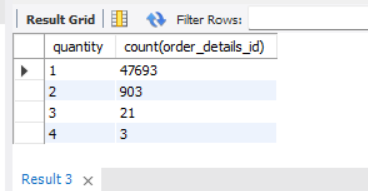 Result Grid Filter Rows:
quantity count(order_details_id)
1 47693
2 903
3 21
4 3
Result 3 ×